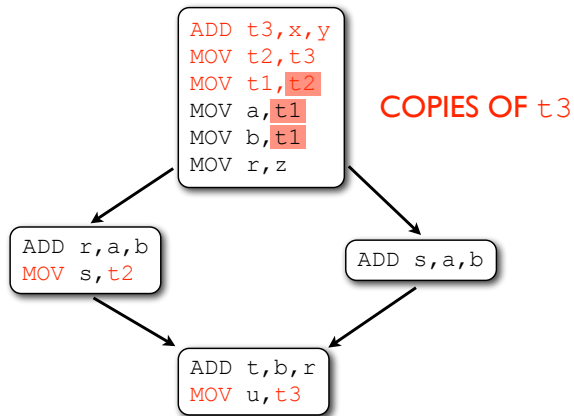 ADD t3,x,y
MOV t2,t3
MOV t1,t2
MOV a,t1
MOV b,t1
MOV r,z
COPIES OF t3
ADD r,a,b
MOV s,t2
ADD s,a,b
ADD t,b,r
MOV u,t3